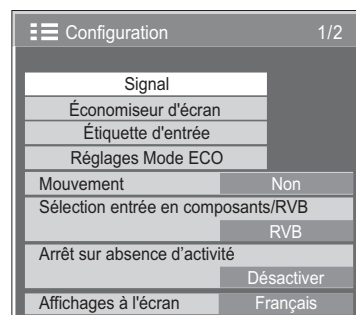 Configuration 1/2
Signal
Économiseur d'écran
Étiquette d'entrée
Réglages Mode ECO
Mouvement Non
Sélection entrée en composants/RVB
RVB
Arrêt sur absence d’activité
Désactiver
Affichages à l'écran Français